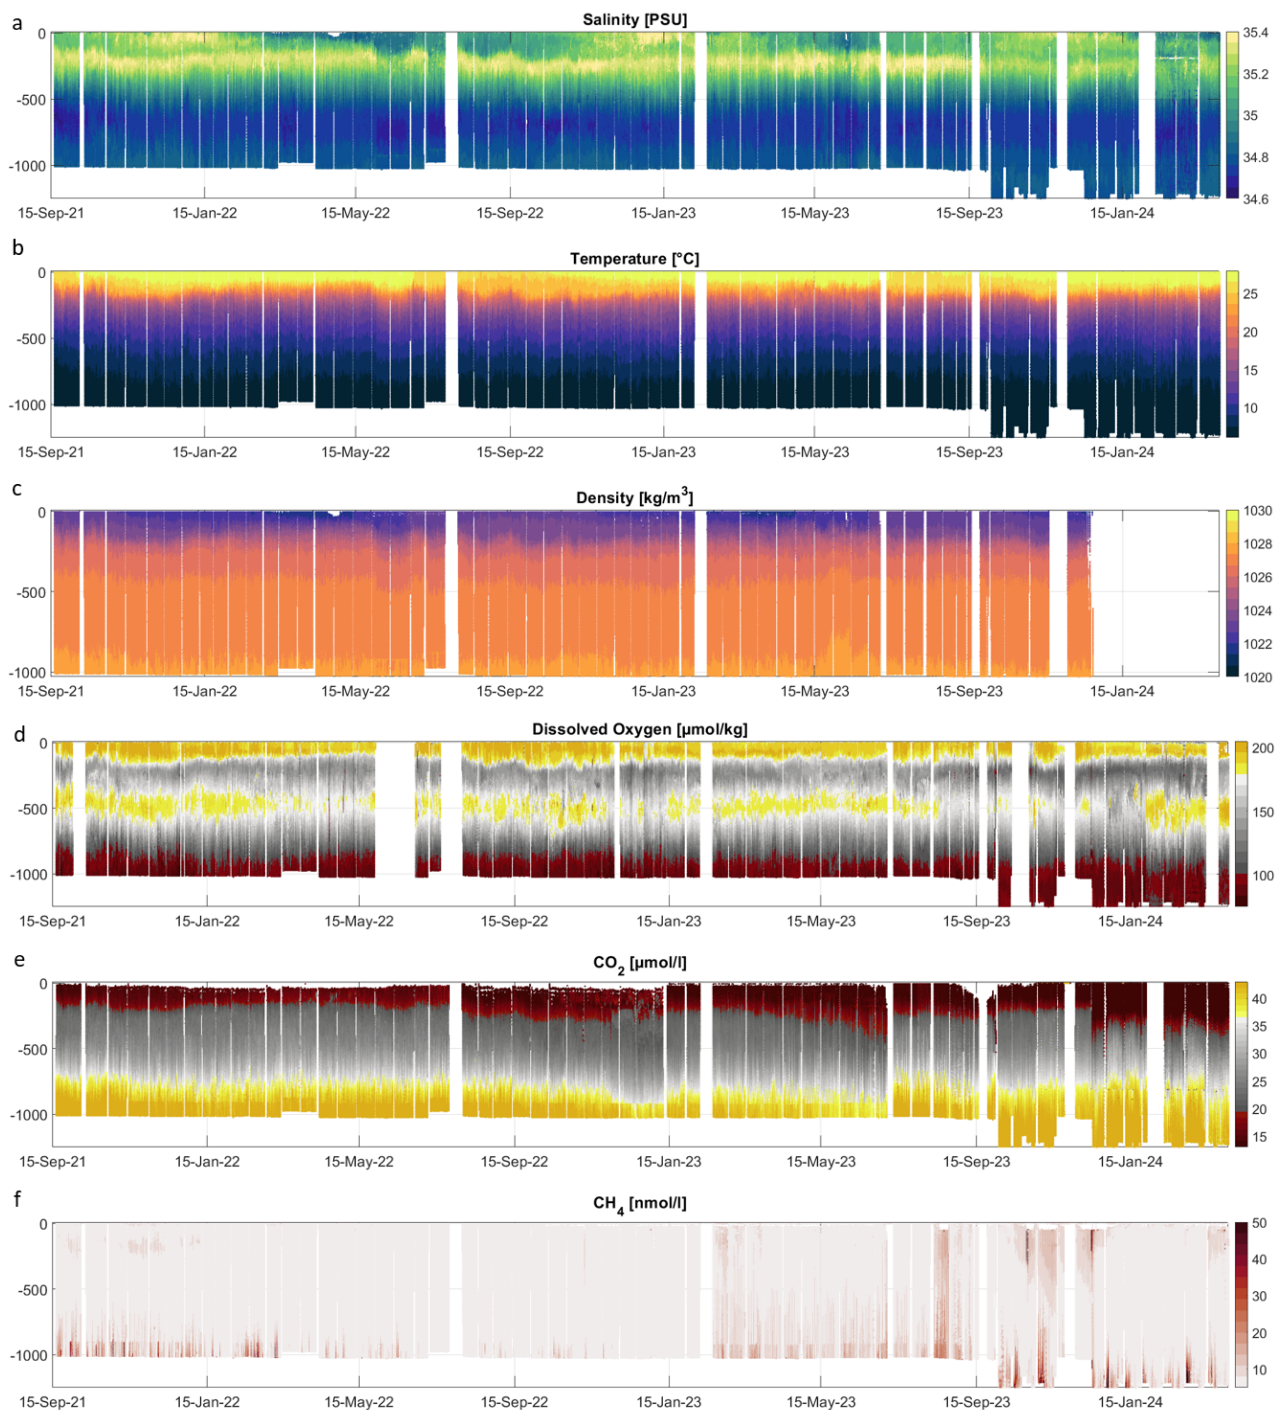 a
Salinity [PSU]
0
-500
-1000
35.4
35.2
35
34.8
34.6
15-Sep-21 15-Jan-22 15-May-22 15-Sep-22 15-Jan-23 15-May-23 15-Sep-23 15-Jan-24
b
Temperature [°C]
0
-500
-1000
25
20
15
10
15-Sep-21 15-Jan-22 15-May-22 15-Sep-22 15-Jan-23 15-May-23 15-Sep-23 15-Jan-24
c
Density [kg/m³]
0
-500
-1000
1030
1028
1026
1024
1022
1020
15-Sep-21 15-Jan-22 15-May-22 15-Sep-22 15-Jan-23 15-May-23 15-Sep-23 15-Jan-24
d
Dissolved Oxygen [µmol/kg]
0
-500
-1000
200
150
100
15-Sep-21 15-Jan-22 15-May-22 15-Sep-22 15-Jan-23 15-May-23 15-Sep-23 15-Jan-24
e
CO₂ [µmol/l]
0
-500
-1000
40
35
30
25
20
15
15-Sep-21 15-Jan-22 15-May-22 15-Sep-22 15-Jan-23 15-May-23 15-Sep-23 15-Jan-24
f
CH₄ [nmol/l]
0
-500
-1000
50
40
30
20
10
15-Sep-21 15-Jan-22 15-May-22 15-Sep-22 15-Jan-23 15-May-23 15-Sep-23 15-Jan-24